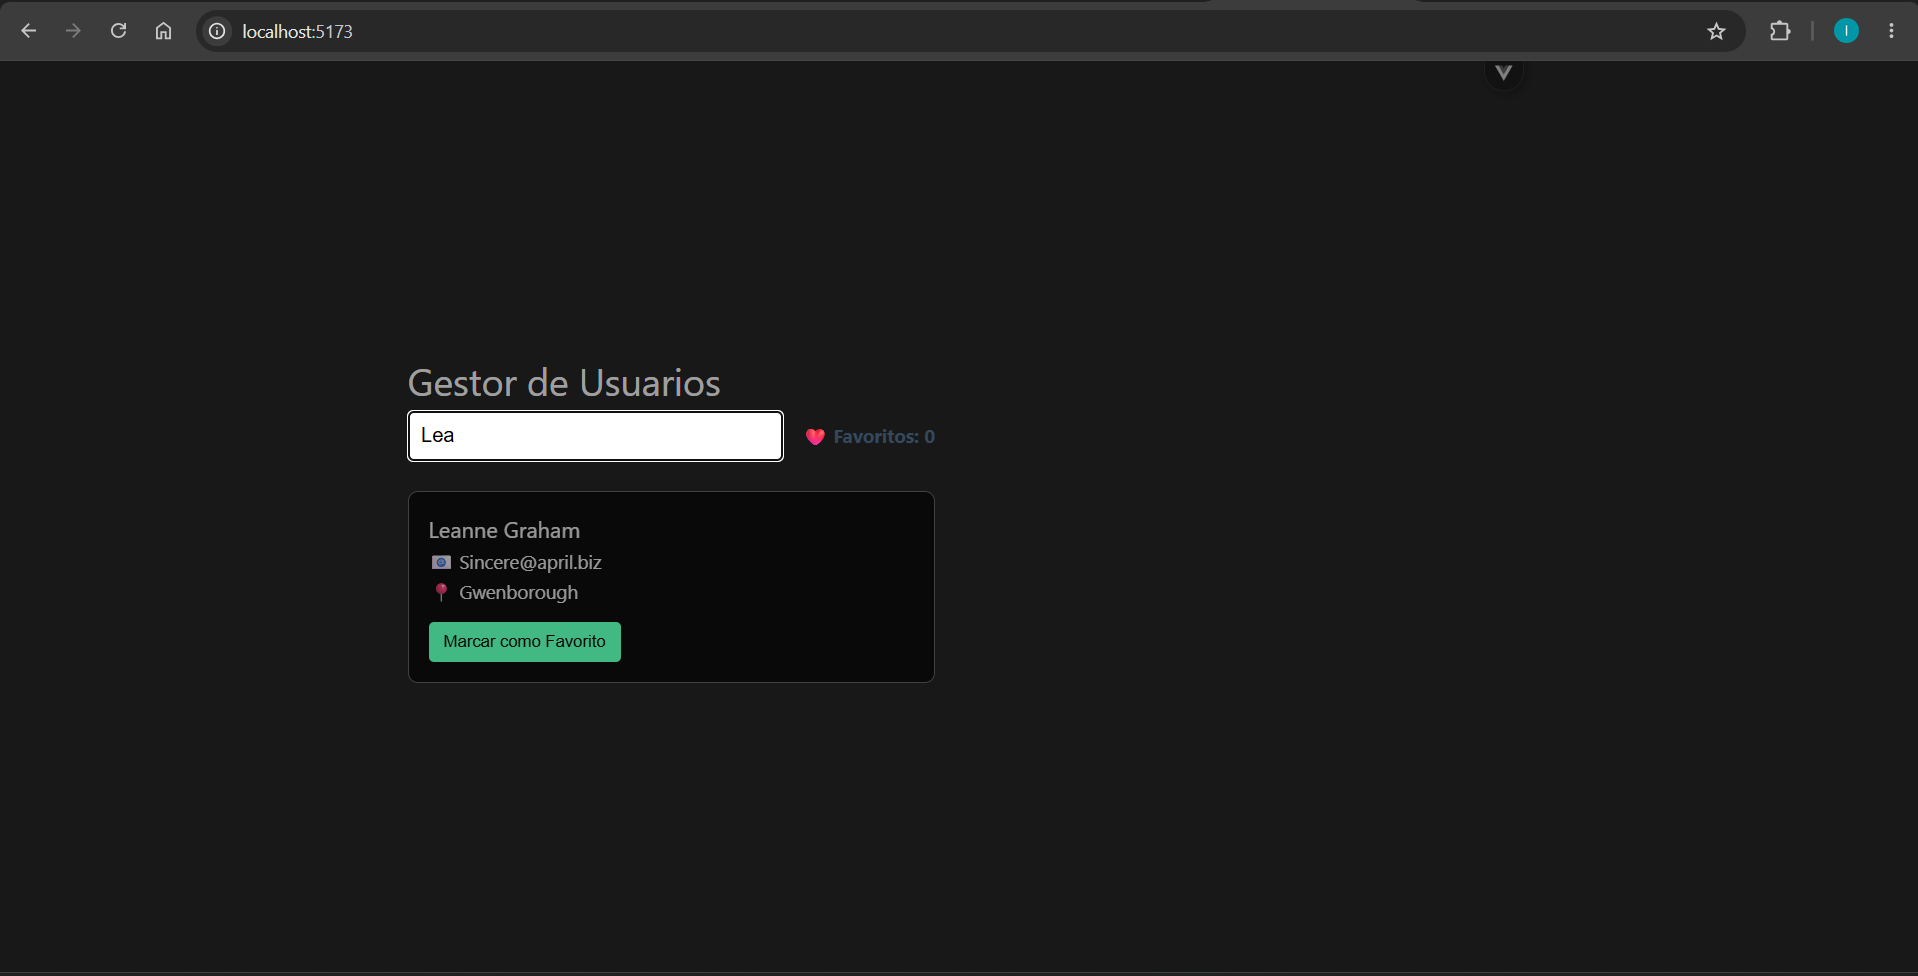 localhost:5173
I
Gestor de Usuarios
Lea
Favoritos: 0
Leanne Graham
Sincere@april.biz
Gwenborough
Marcar como Favorito